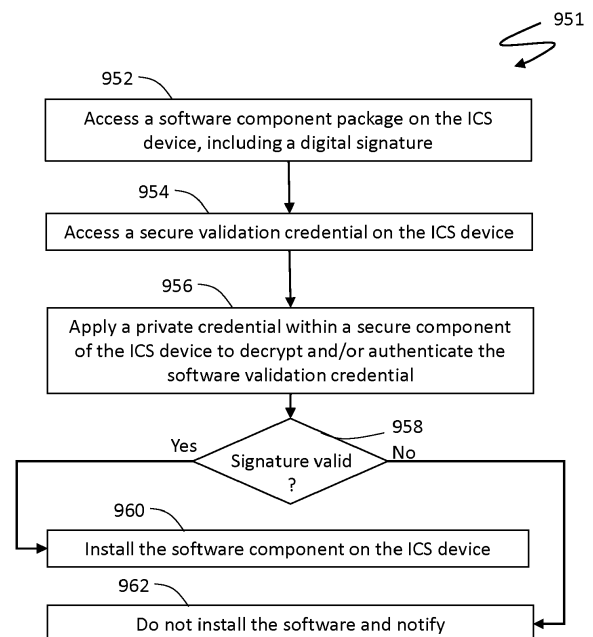 951
952
Access a software component package on the ICS
device, including a digital signature
954
Access a secure validation credential on the ICS device
956
Apply a private credential within a secure component
of the ICS device to decrypt and/or authenticate the
software validation credential
958
Yes
No
Signature valid
?
960
Install the software component on the ICS device
962
Do not install the software and notify